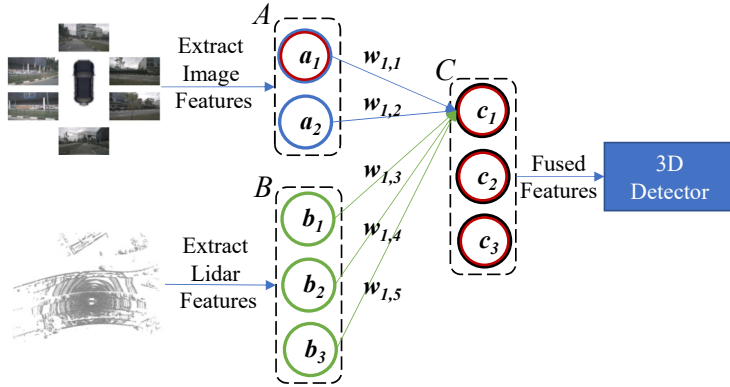 A
Extract
Image
Features
a1
a2
w1,1
w1,2
C
c1
c2
c3
Fused
Features
3D
Detector
w1,3
w1,4
w1,5
B
Extract
Lidar
Features
b1
b2
b3